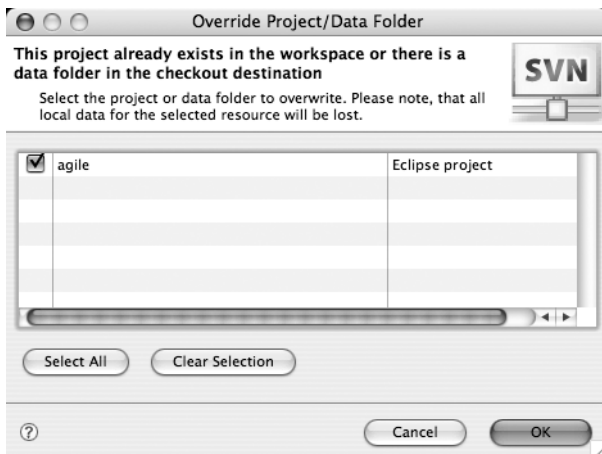 Override Project/Data Folder
This project already exists in the workspace or there is a
data folder in the checkout destination
Select the project or data folder to overwrite. Please note, that all
local data for the selected resource will be lost.
SVN
agile Eclipse project
Select All Clear Selection
? Cancel OK